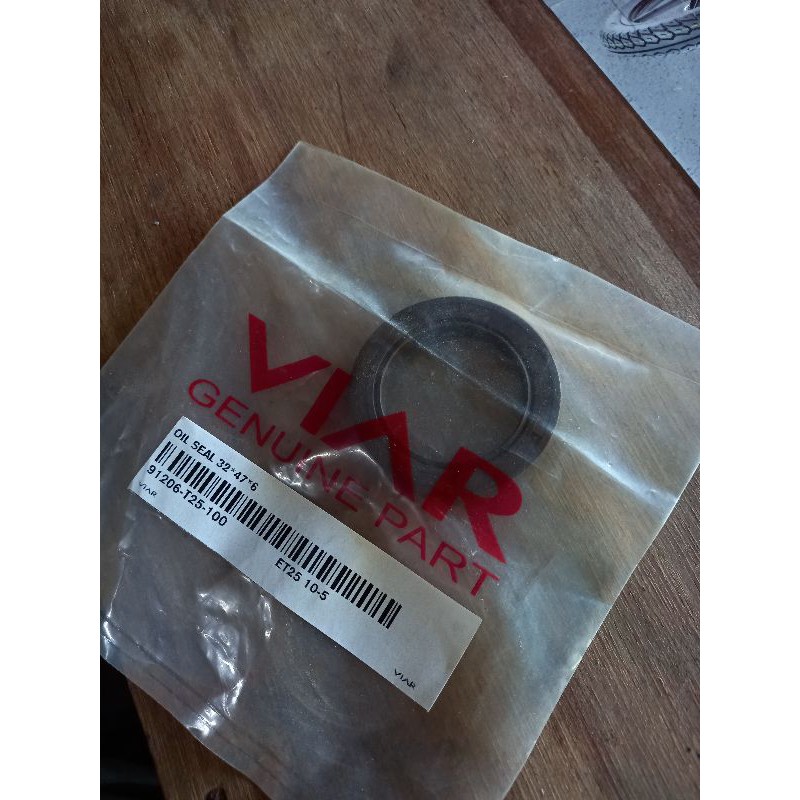 VIAR
GENUINE PART
OIL SEAL 32*47*6
91206-T25-100
VIAR
ET25 10-5
VIAR